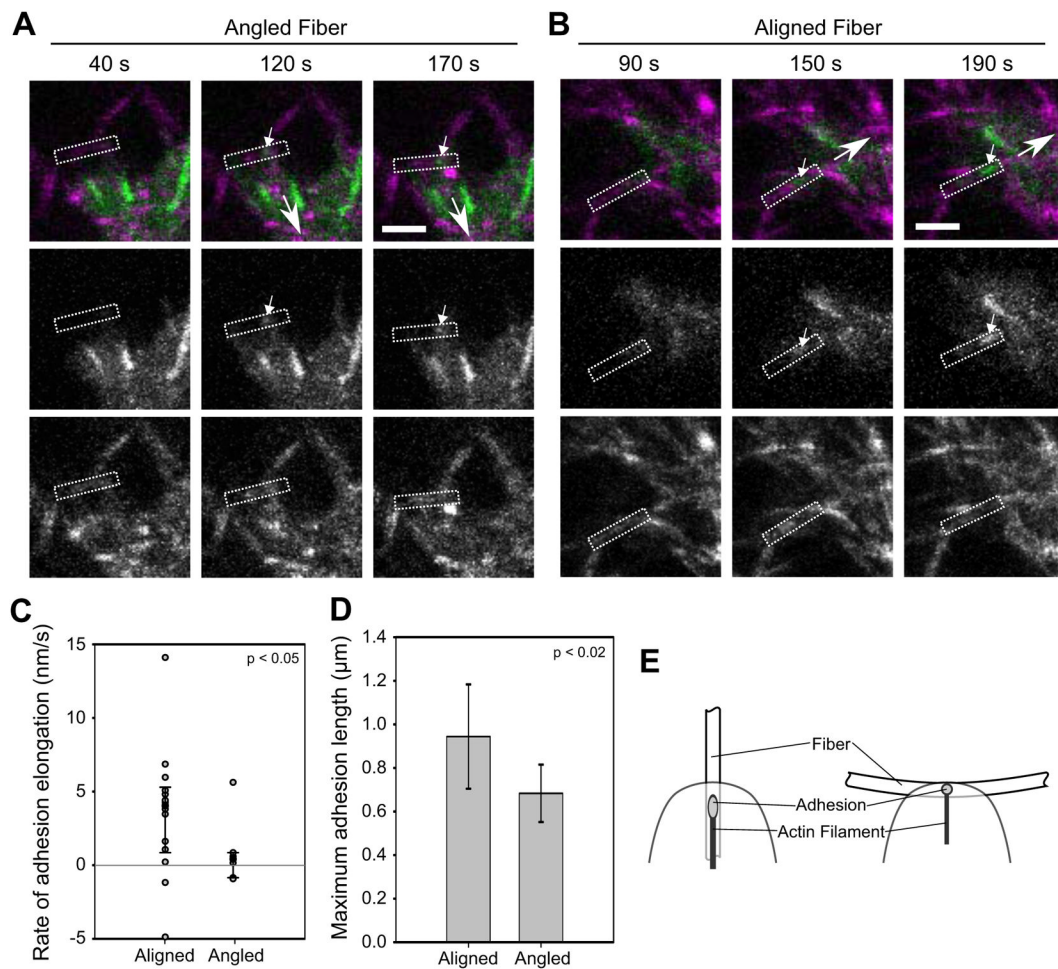 A
Angled Fiber
40 s 120 s 170 s
B
Aligned Fiber
90 s 150 s 190 s
C
Rate of adhesion elongation (nm/s)
15
10
5
0
-5
p < 0.05
Aligned Angled
D
Maximum adhesion length (µm)
1.4
1.2
1.0
0.8
0.6
0.4
0.2
0.0
p < 0.02
Aligned Angled
E
Fiber
Adhesion
Actin Filament